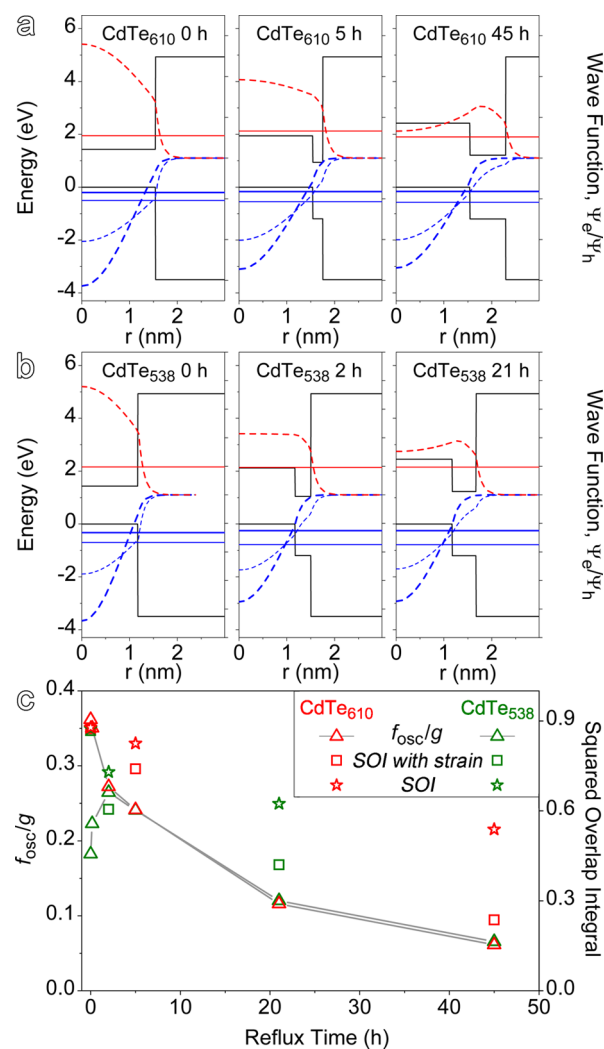 a
CdTe610 0 h
CdTe610 5 h
CdTe610 45 h
6
4
2
0
-2
-4
Energy (eV)
Wave Function, Ψe/Ψh
0 1 2
0 1 2
0 1 2
r (nm)
r (nm)
r (nm)
b
CdTe538 0 h
CdTe538 2 h
CdTe538 21 h
6
4
2
0
-2
-4
Energy (eV)
Wave Function, Ψe/Ψh
0 1 2
0 1 2
0 1 2
r (nm)
r (nm)
r (nm)
c
0.4
0.3
0.2
0.1
0.0
fosc/g
CdTe610 CdTe538
fosc/g
SOI with strain
SOI
0.9
0.6
0.3
0.0
Squared Overlap Integral
0 10 20 30 40 50
Reflux Time (h)